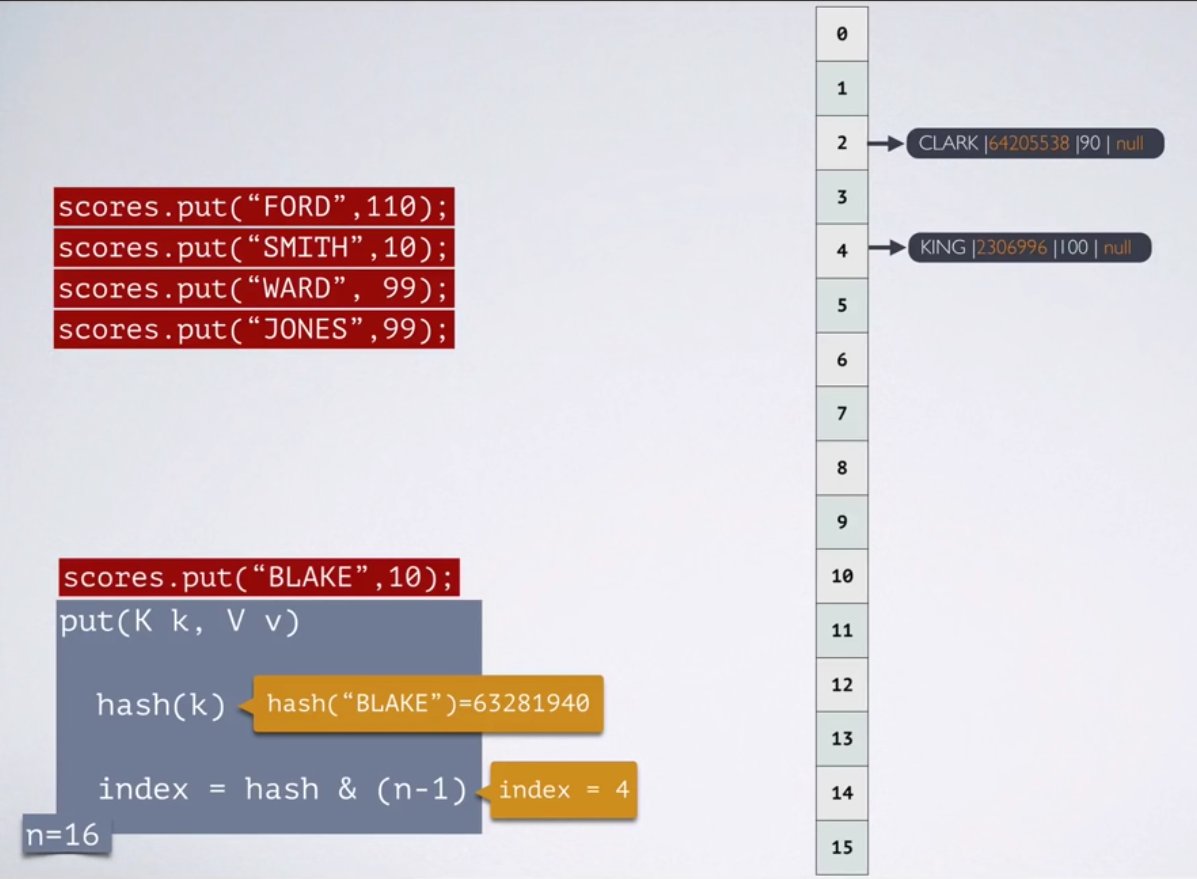 scores.put(“FORD”,110);
scores.put(“SMITH”,10);
scores.put(“WARD”, 99);
scores.put(“JONES”,99);
scores.put(“BLAKE”,10);
put(K k, V v)
hash(k)
hash(“BLAKE”)=63281940
index = hash & (n-1)
index = 4
n=16
0
1
2
CLARK |64205538 |90 | null
3
4
KING |2306996 |100 | null
5
6
7
8
9
10
11
12
13
14
15